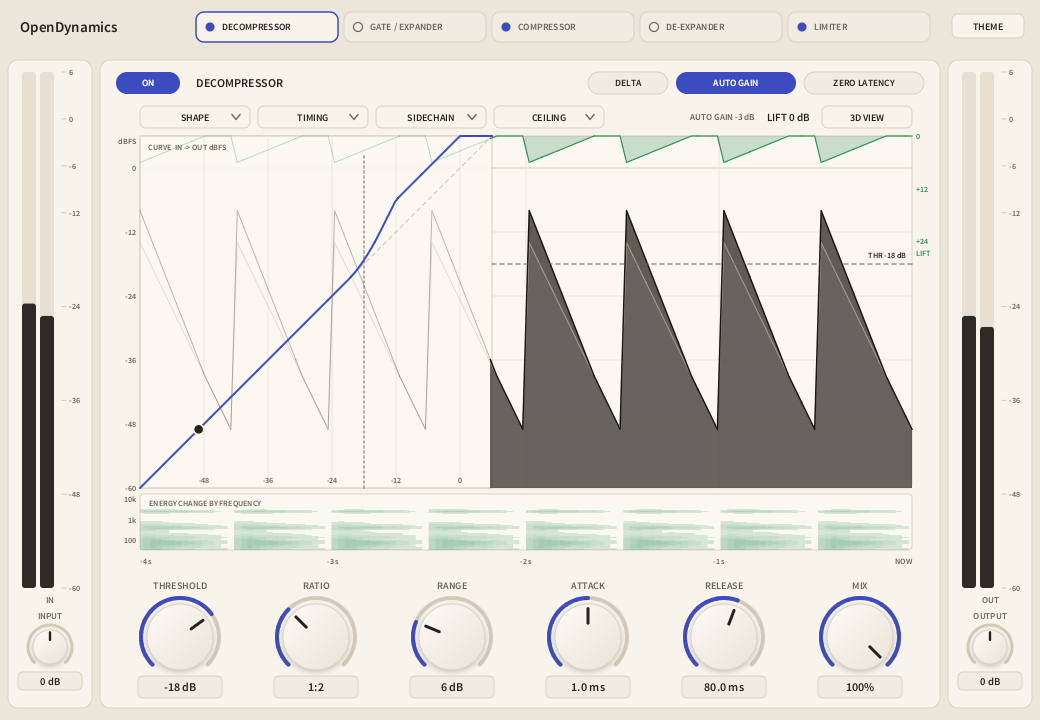 OpenDynamics
DECOMPRESSOR
GATE / EXPANDER
COMPRESSOR
DE-EXPANDER
LIMITER
THEME
ON
DECOMPRESSOR
DELTA
AUTO GAIN
ZERO LATENCY
SHAPE
TIMING
SIDECHAIN
CEILING
AUTO GAIN -3 dB
LIFT 0 dB
3D VIEW
6
0
-6
-12
-24
-36
-48
-60
IN
INPUT
0 dB
dBFS
0
-12
-24
-36
-48
-60
CURVE IN -> OUT dBFS
-48
-36
-24
-12
0
THR -18 dB
0
+12
+24
LIFT
10k
1k
100
ENERGY CHANGE BY FREQUENCY
-4s
-3s
-2s
-1s
NOW
THRESHOLD
RATIO
RANGE
ATTACK
RELEASE
MIX
-18 dB
1:2
6 dB
1.0 ms
80.0 ms
100%
6
0
-6
-12
-24
-36
-48
-60
OUT
OUTPUT
0 dB